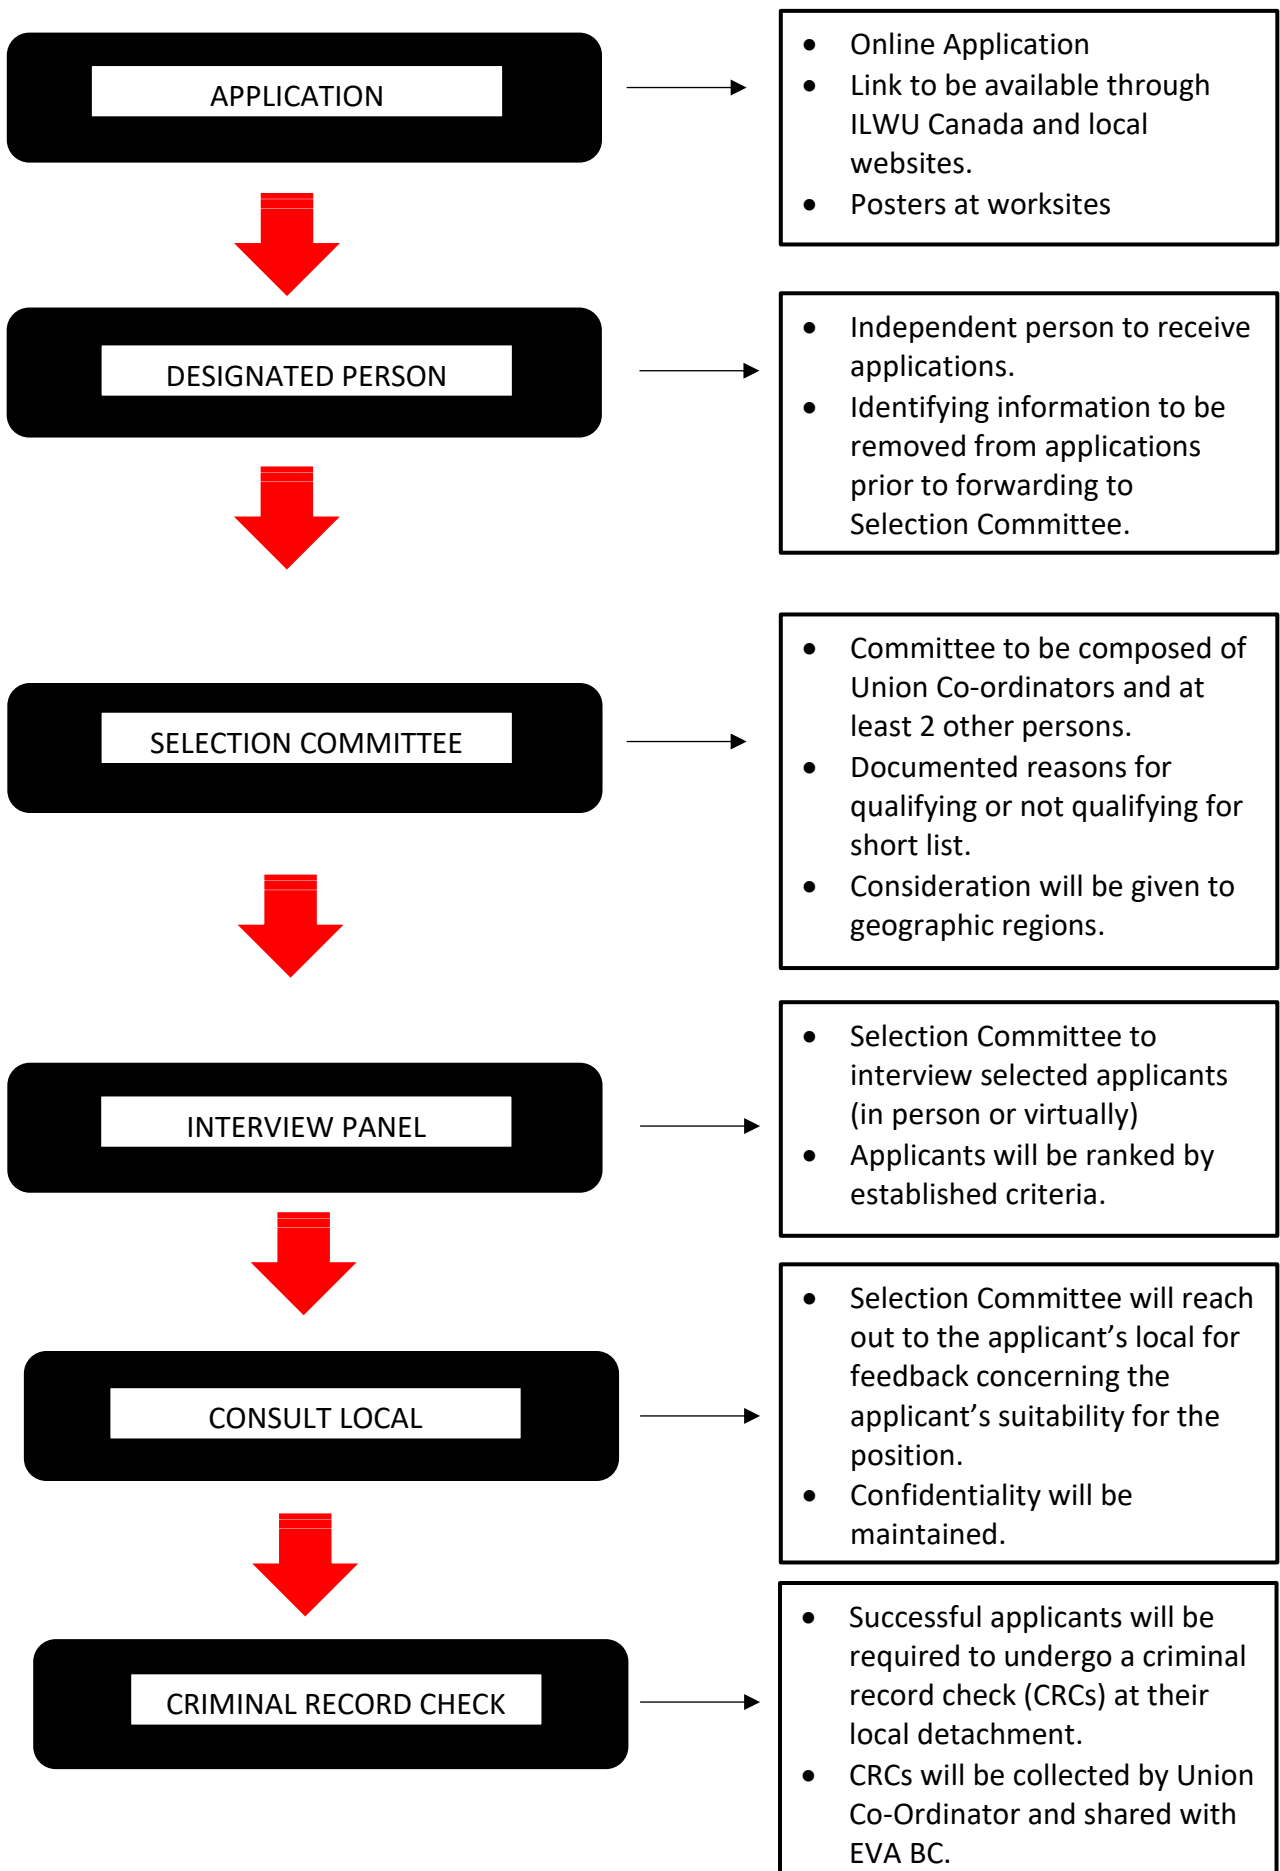 APPLICATION
• Online Application
• Link to be available through
ILWU Canada and local
websites.
• Posters at worksites
DESIGNATED PERSON
• Independent person to receive
applications.
• Identifying information to be
removed from applications
prior to forwarding to
Selection Committee.
SELECTION COMMITTEE
• Committee to be composed of
Union Co-ordinators and at
least 2 other persons.
• Documented reasons for
qualifying or not qualifying for
short list.
• Consideration will be given to
geographic regions.
INTERVIEW PANEL
• Selection Committee to
interview selected applicants
(in person or virtually)
• Applicants will be ranked by
established criteria.
CONSULT LOCAL
• Selection Committee will reach
out to the applicant’s local for
feedback concerning the
applicant’s suitability for the
position.
• Confidentiality will be
maintained.
CRIMINAL RECORD CHECK
• Successful applicants will be
required to undergo a criminal
record check (CRCs) at their
local detachment.
• CRCs will be collected by Union
Co-Ordinator and shared with
EVA BC.